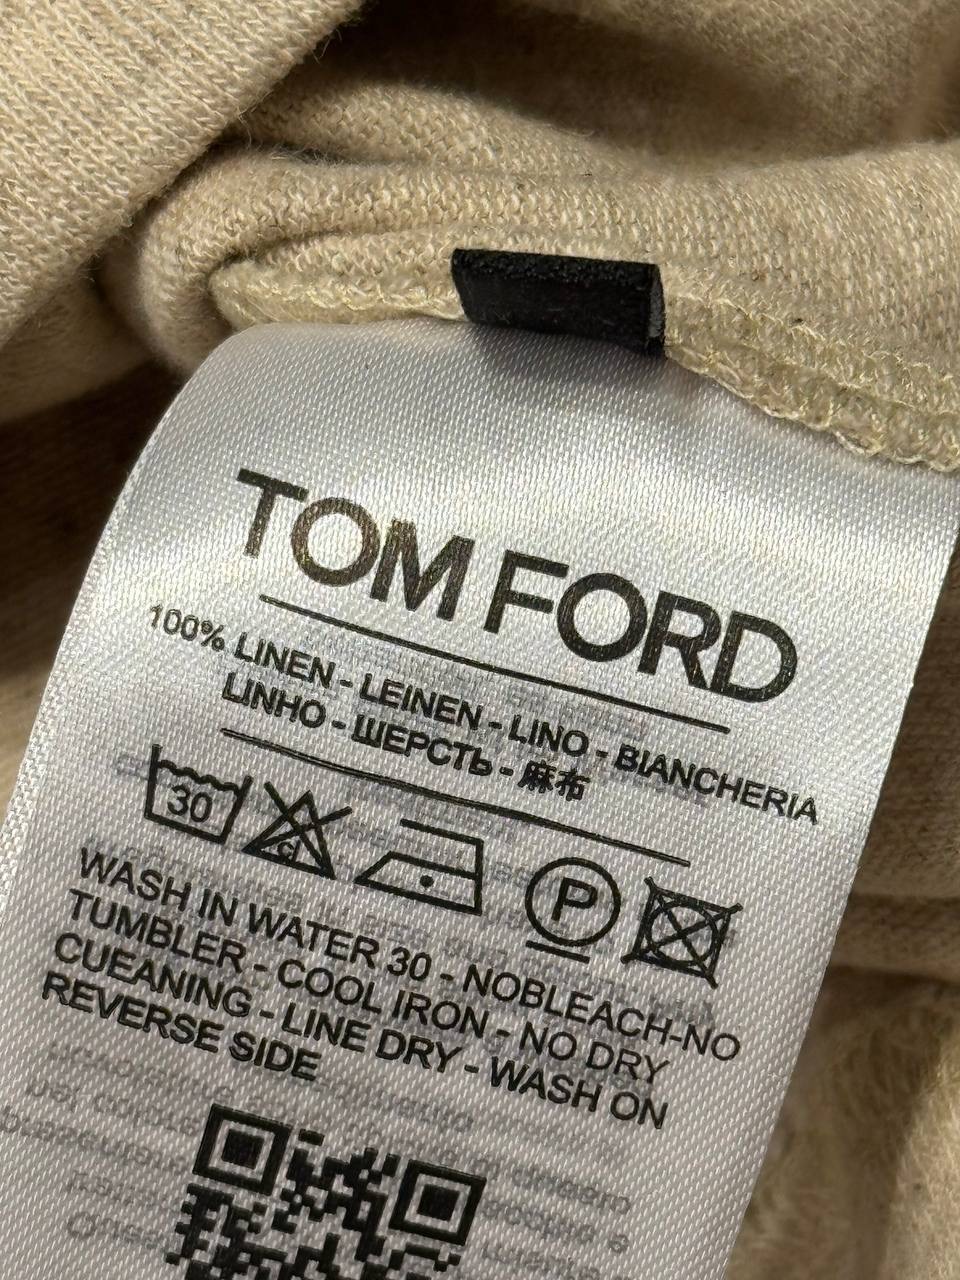 TOM FORD
100% LINEN - LEINEN - LINO - BIANCHERIA
LINHO - ШЕРСТЬ - 麻布
30
cl
P
WASH IN WATER 30 - NOBLEACH-NO
TUMBLER - COOL IRON - NO DRY
CUEANING - LINE DRY - WASH ON
REVERSE SIDE